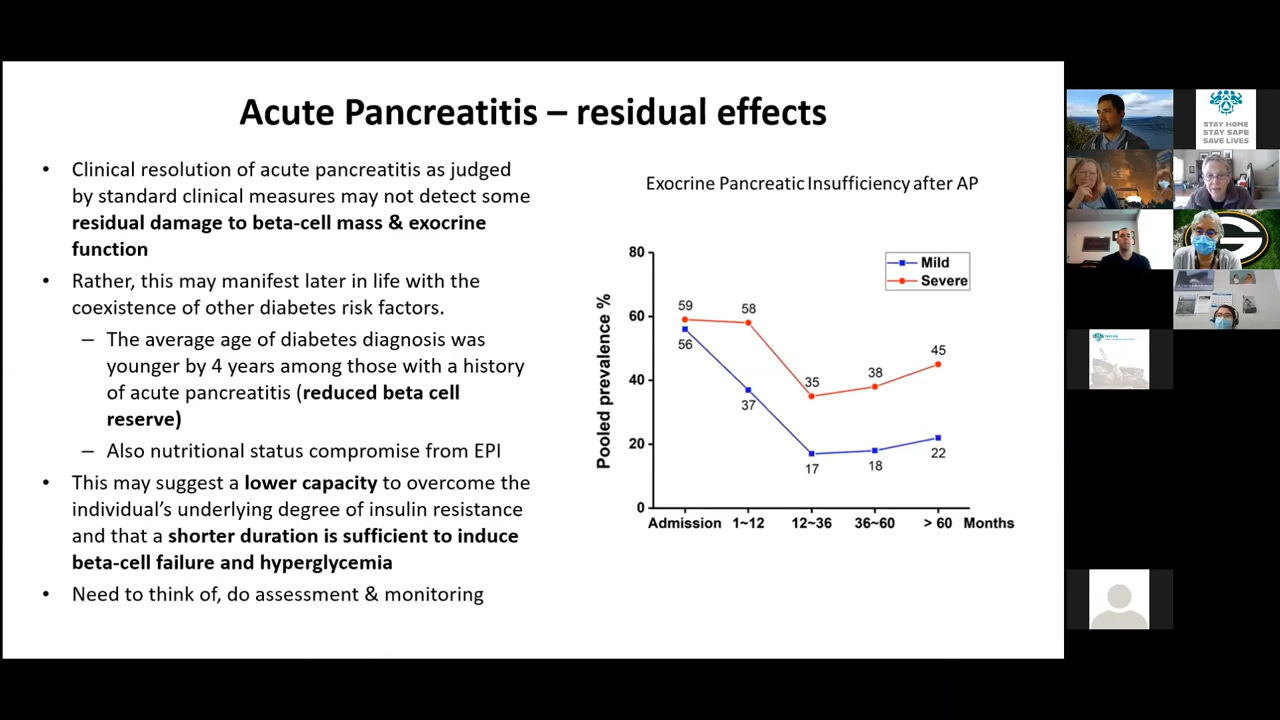 Acute Pancreatitis – residual effects
• Clinical resolution of acute pancreatitis as judged
by standard clinical measures may not detect some
residual damage to beta-cell mass & exocrine
function
• Rather, this may manifest later in life with the
coexistence of other diabetes risk factors.
– The average age of diabetes diagnosis was
younger by 4 years among those with a history
of acute pancreatitis (reduced beta cell
reserve)
– Also nutritional status compromise from EPI
• This may suggest a lower capacity to overcome the
individual’s underlying degree of insulin resistance
and that a shorter duration is sufficient to induce
beta-cell failure and hyperglycemia
• Need to think of, do assessment & monitoring
Exocrine Pancreatic Insufficiency after AP
Pooled prevalence %
80
60
40
20
0
Mild
Severe
59
58
35
38
45
56
37
17
18
22
Admission 1~12 12~36 36~60 > 60 Months
STAY HOME
STAY SAFE
SAVE LIVES
G